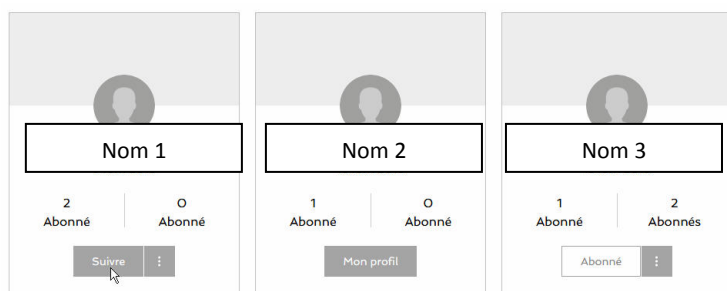 Nom 1
2 0
Abonné Abonné
Suivre
Nom 2
1 0
Abonné Abonné
Mon profil
Nom 3
1 2
Abonné Abonnés
Abonné